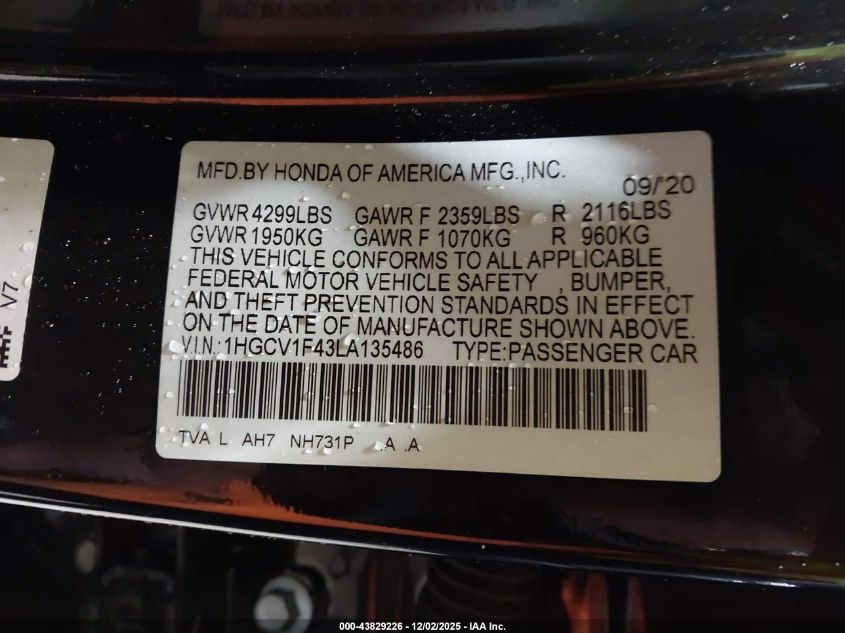 MFD.BY HONDA OF AMERICA MFG.,INC.
09/'20
GVWR 4299LBS GAWR F 2359LBS R 2116LBS
GVWR 1950KG GAWR F 1070KG R 960KG
THIS VEHICLE CONFORMS TO ALL APPLICABLE
FEDERAL MOTOR VEHICLE SAFETY , BUMPER,
AND THEFT PREVENTION STANDARDS IN EFFECT
ON THE DATE OF MANUFACTURE SHOWN ABOVE.
VIN:1HGCV1F43LA135486 TYPE:PASSENGER CAR
TVA L AH7 NH731P .A .A
V7
000-43829226 - 12/02/2025 - IAA Inc.